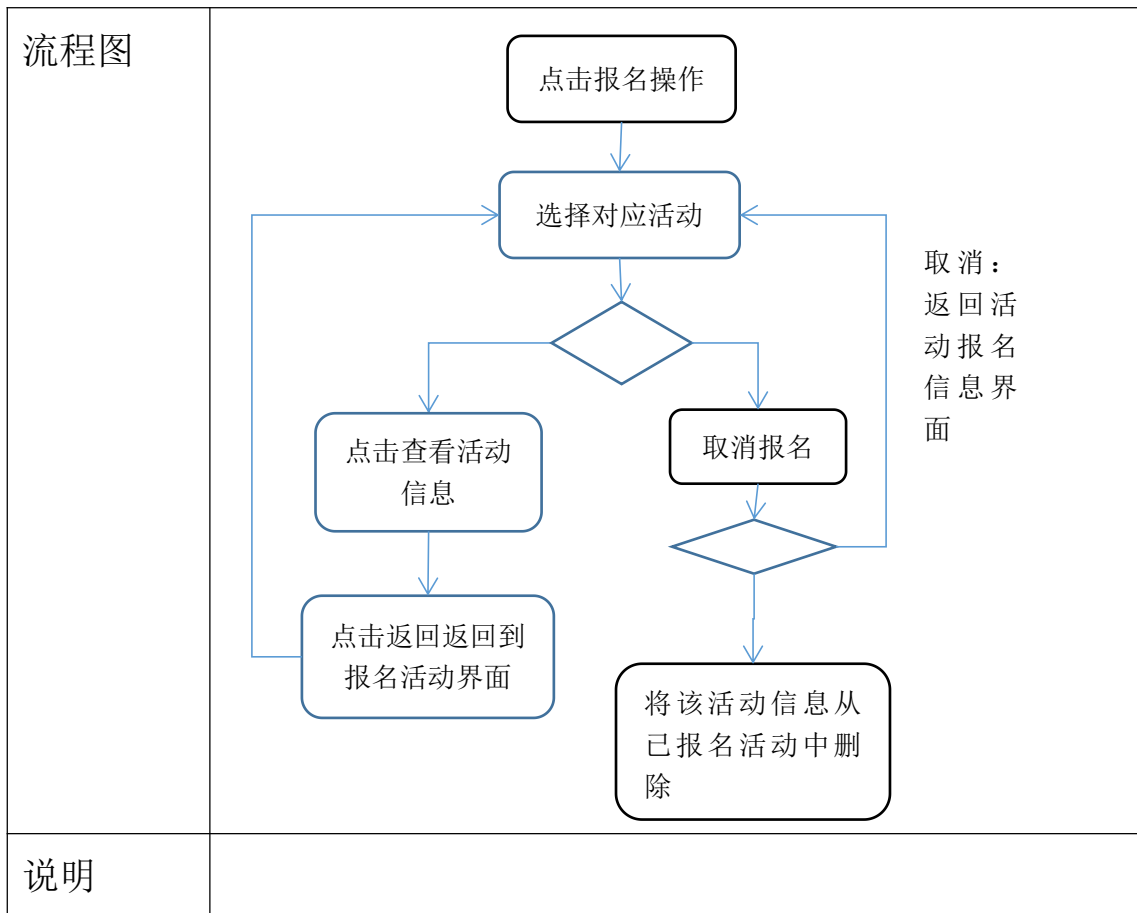 流程图
点击报名操作
选择对应活动
取消：
返回活
动报名
信息界
面
点击查看活动
信息
取消报名
点击返回返回到
报名活动界面
将该活动信息从
已报名活动中删
除
说明